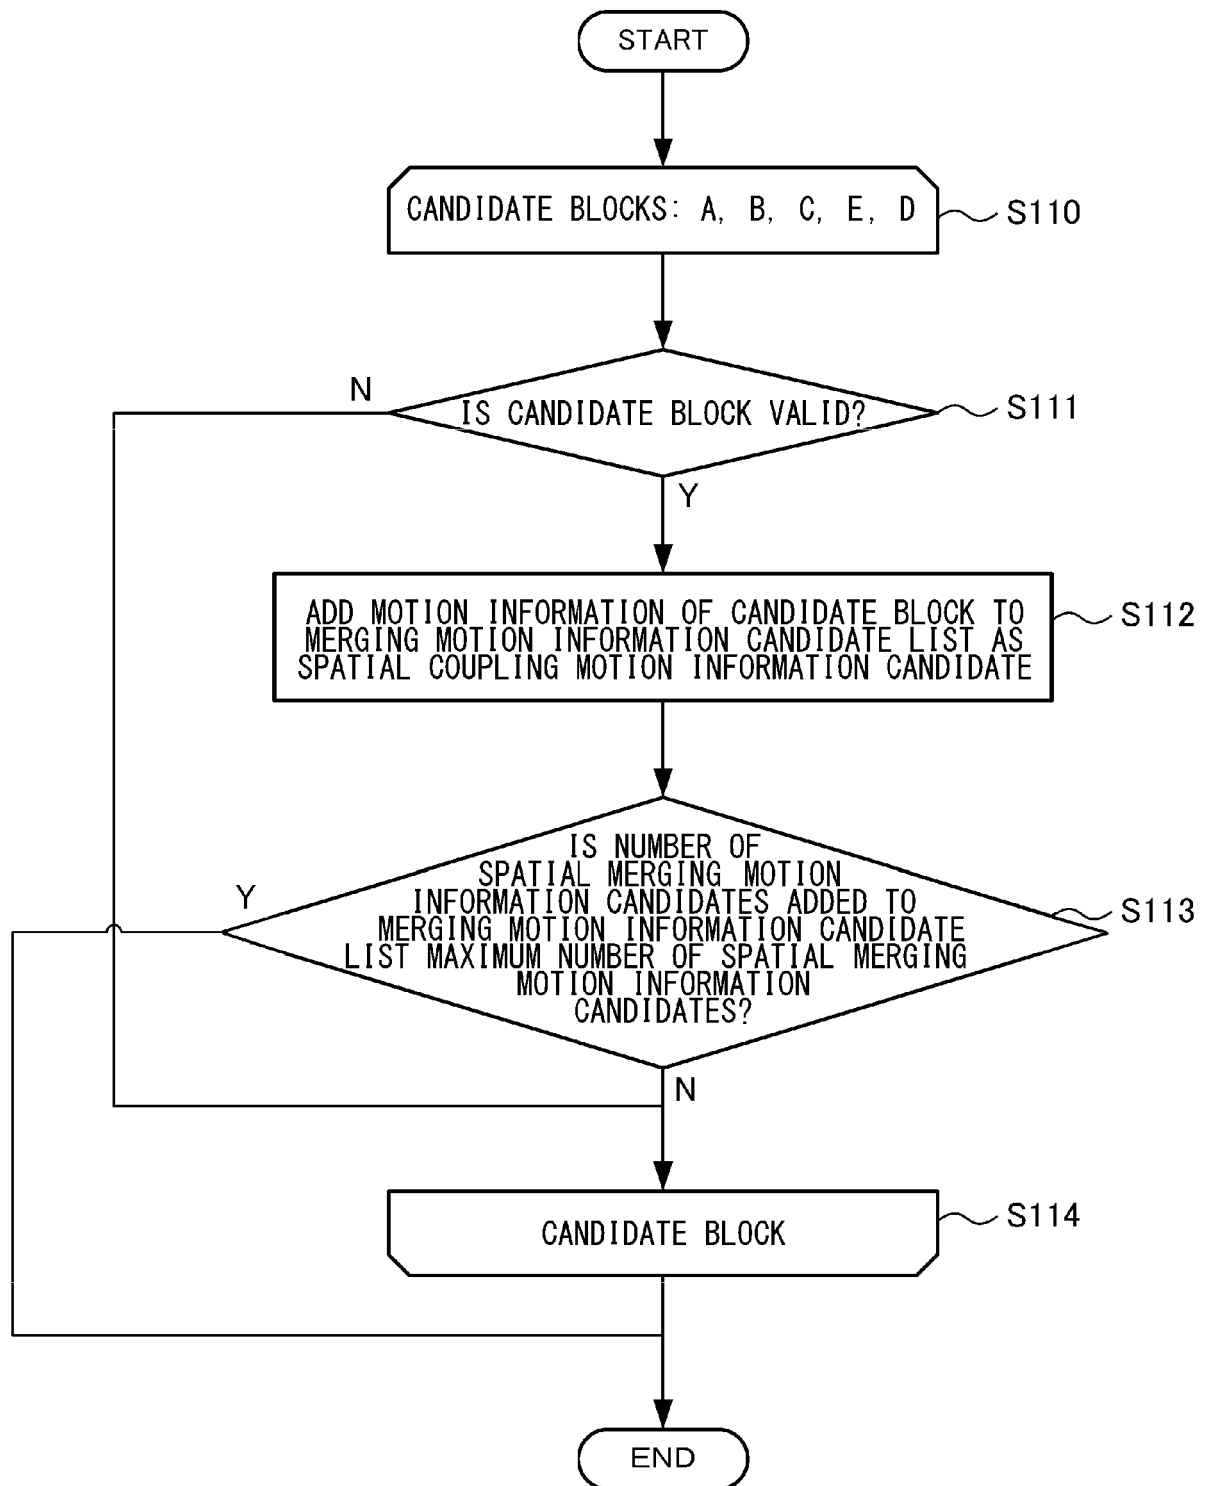 START
CANDIDATE BLOCKS: A, B, C, E, D
S110
N
IS CANDIDATE BLOCK VALID?
S111
Y
ADD MOTION INFORMATION OF CANDIDATE BLOCK TO
MERGING MOTION INFORMATION CANDIDATE LIST AS
SPATIAL COUPLING MOTION INFORMATION CANDIDATE
S112
IS NUMBER OF
SPATIAL MERGING MOTION
INFORMATION CANDIDATES ADDED TO
MERGING MOTION INFORMATION CANDIDATE
LIST MAXIMUM NUMBER OF SPATIAL MERGING
MOTION INFORMATION
CANDIDATES?
Y
S113
N
CANDIDATE BLOCK
S114
END